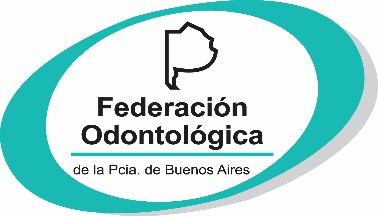 Federación
Odontológica
de la Pcia. de Buenos Aires